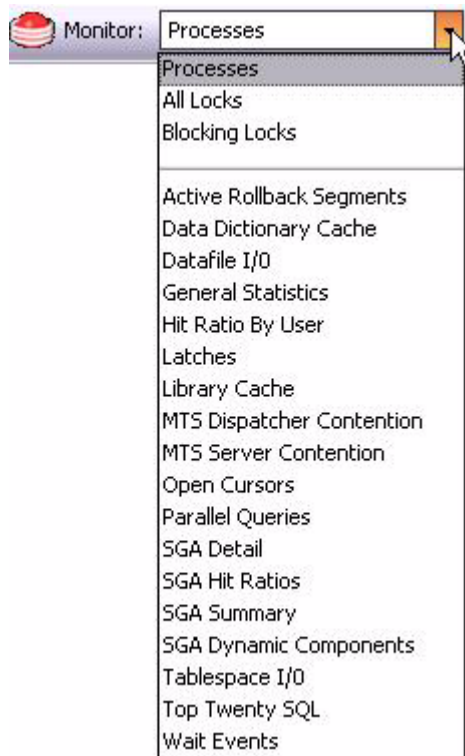 Monitor: Processes
Processes
All Locks
Blocking Locks
Active Rollback Segments
Data Dictionary Cache
Datafile I/O
General Statistics
Hit Ratio By User
Latches
Library Cache
MTS Dispatcher Contention
MTS Server Contention
Open Cursors
Parallel Queries
SGA Detail
SGA Hit Ratios
SGA Summary
SGA Dynamic Components
Tablespace I/O
Top Twenty SQL
Wait Events